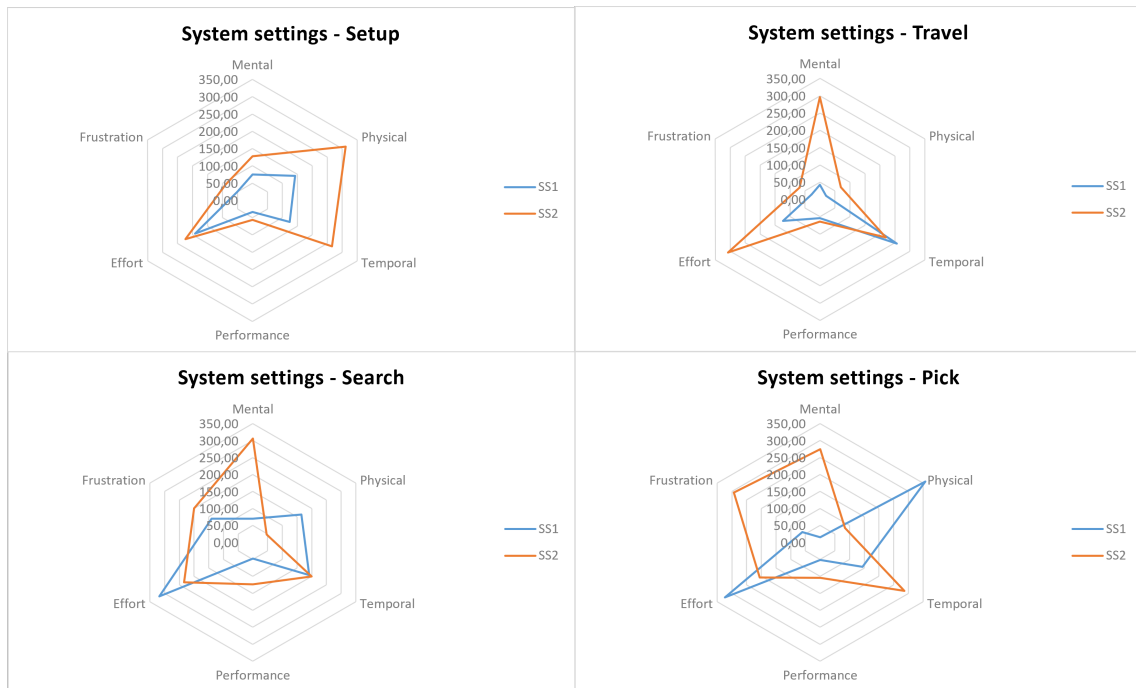 System settings - Setup
Mental
350,00
300,00
250,00
200,00
150,00
100,00
50,00
0,00
Frustration
Physical
Effort
Temporal
Performance
SS1
SS2
System settings - Travel
Mental
350,00
300,00
250,00
200,00
150,00
100,00
50,00
0,00
Frustration
Physical
Effort
Temporal
Performance
SS1
SS2
System settings - Search
Mental
350,00
300,00
250,00
200,00
150,00
100,00
50,00
0,00
Frustration
Physical
Effort
Temporal
Performance
SS1
SS2
System settings - Pick
Mental
350,00
300,00
250,00
200,00
150,00
100,00
50,00
0,00
Frustration
Physical
Effort
Temporal
Performance
SS1
SS2